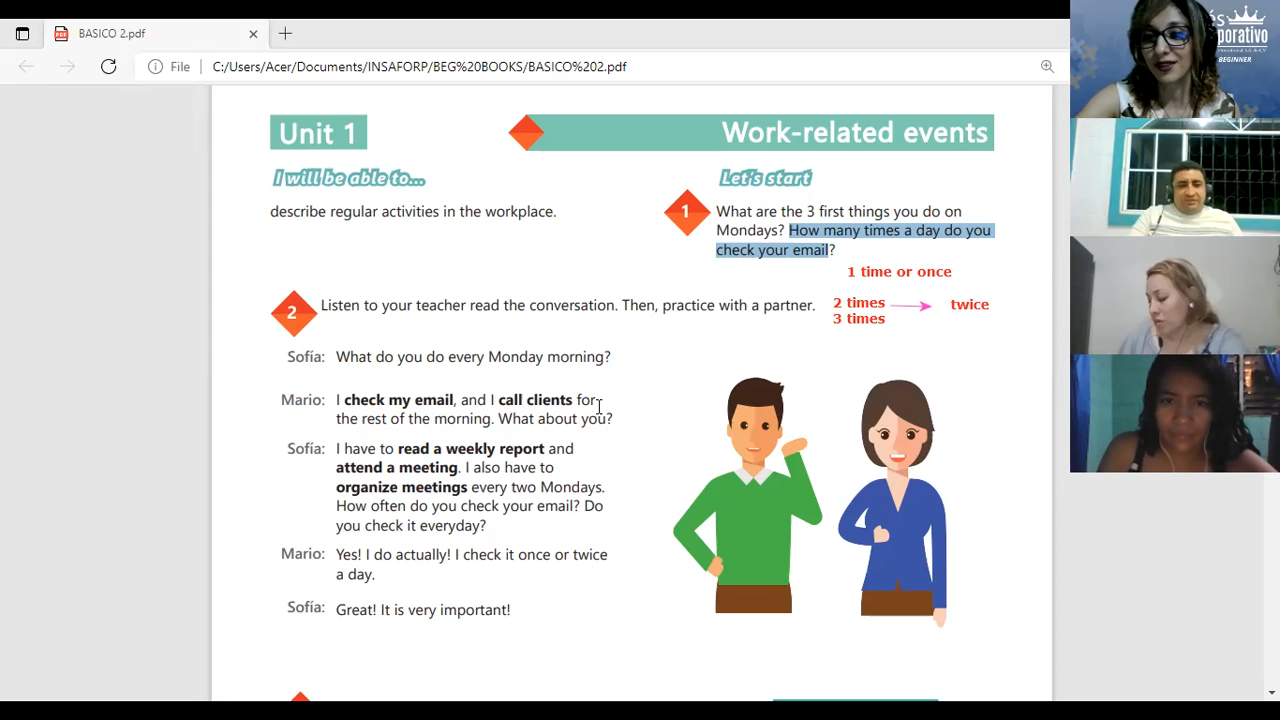 BASICO 2.pdf
File
C:/Users/Acer/Documents/INSAFORP/BEG%20BOOKS/BASICO%202.pdf
Unit 1
Work-related events
I will be able to...
Let's start
describe regular activities in the workplace.
1
What are the 3 first things you do on
Mondays? How many times a day do you
check your email?
1 time or once
2
Listen to your teacher read the conversation. Then, practice with a partner.
2 times
twice
3 times
Sofía: What do you do every Monday morning?
Mario: I check my email, and I call clients for
the rest of the morning. What about you?
Sofía: I have to read a weekly report and
attend a meeting. I also have to
organize meetings every two Mondays.
How often do you check your email? Do
you check it everyday?
Mario: Yes! I do actually! I check it once or twice
a day.
Sofía: Great! It is very important!
BEGINNER